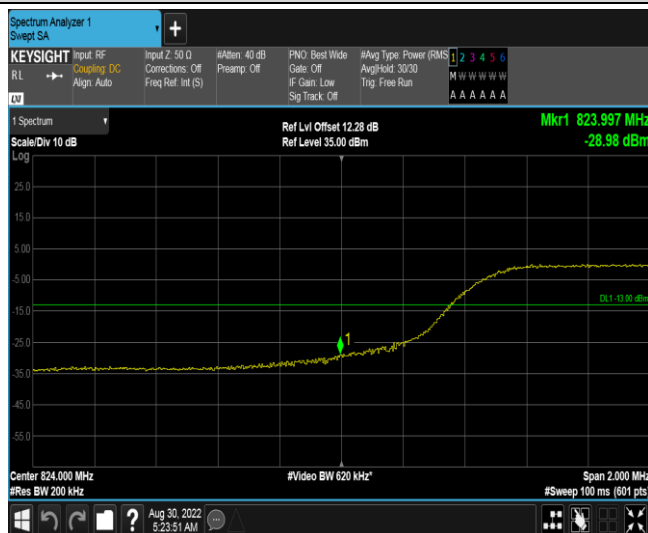 Spectrum Analyzer 1
Swept SA
+
KEYSIGHT
RL
LXI
Input: RF
Coupling: DC
Align: Auto
Input Z: 50 Ω
Corrections: Off
Freq Ref: Int (S)
#Atten: 40 dB
Preamp: Off
PNO: Best Wide
Gate: Off
IF Gain: Low
Sig Track: Off
#Avg Type: Power (RMS
Avg|Hold: 30/30
Trig: Free Run
1 2 3 4 5 6
M W W W W W
A A A A A A
1 Spectrum
Scale/Div 10 dB
Ref Lvl Offset 12.28 dB
Ref Level 35.00 dBm
Mkr1 823.997 MHz
-28.98 dBm
Log
25.0
15.0
5.00
-5.00
DL1 -13.00 dBm
-15.0
-25.0
1
-35.0
-45.0
-55.0
Center 824.000 MHz
#Res BW 200 kHz
#Video BW 620 kHz*
Span 2.000 MHz
#Sweep 100 ms (601 pts)
?
Aug 30, 2022
5:23:51 AM